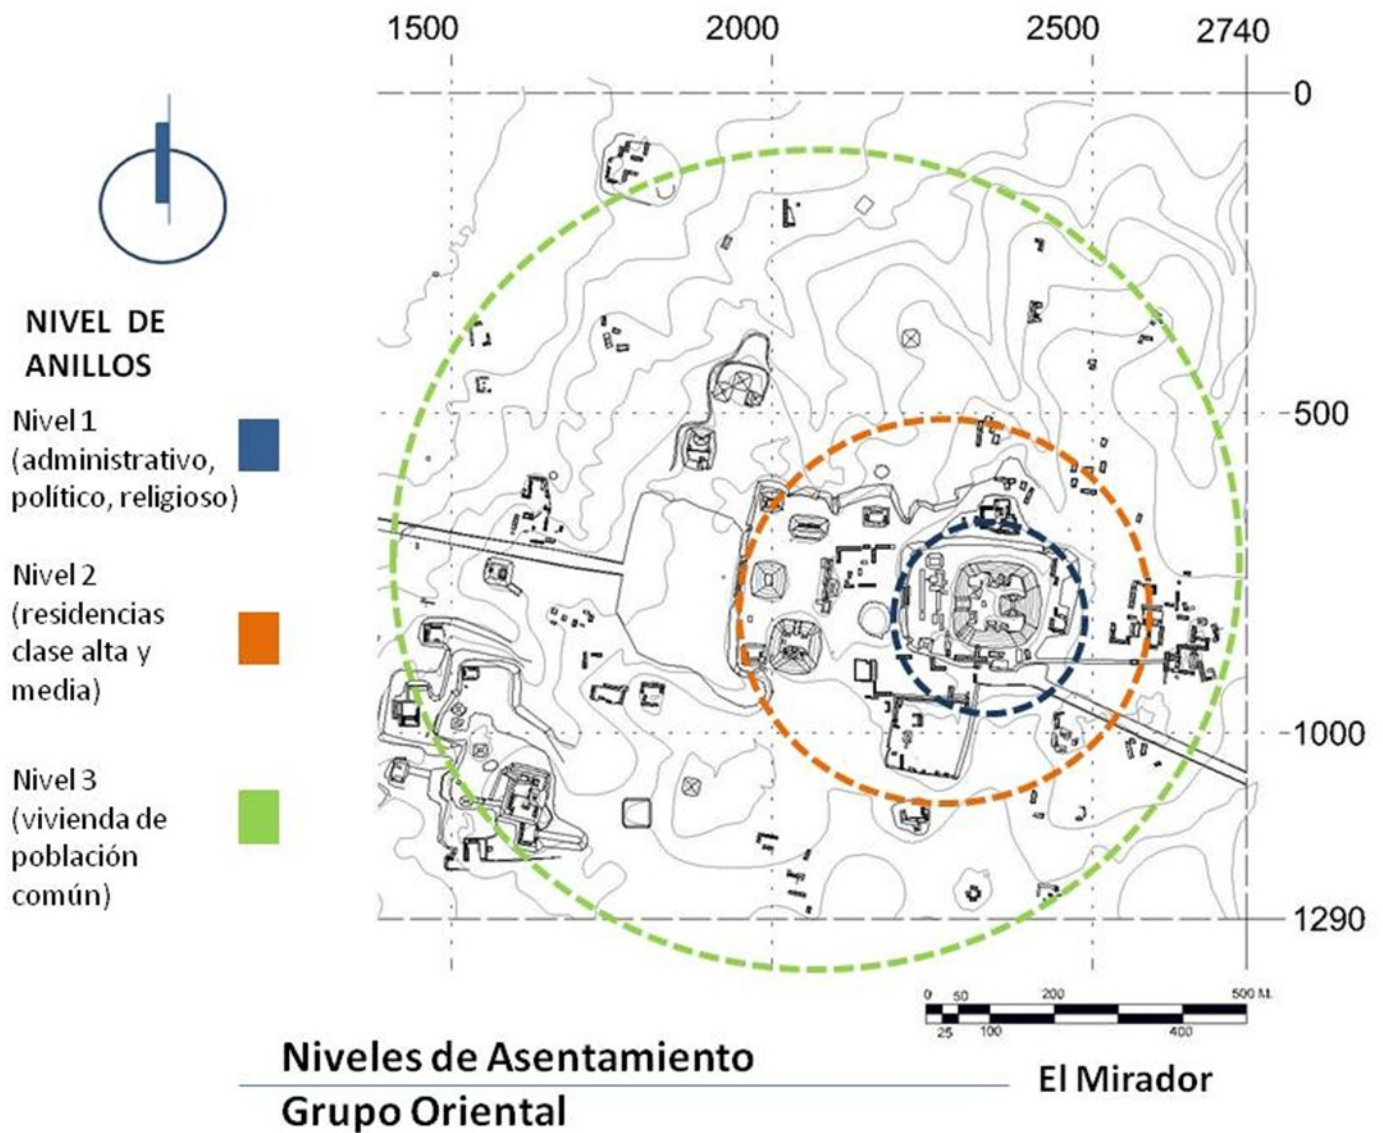 1500 2000 2500 2740
0
NIVEL DE
ANILLOS
Nivel 1
(administrativo,
político, religioso)
500
Nivel 2
(residencias
clase alta y
media)
1000
Nivel 3
(vivienda de
población
común)
1290
0 50 200 500 M.
25 100 400
Niveles de Asentamiento
El Mirador
Grupo Oriental